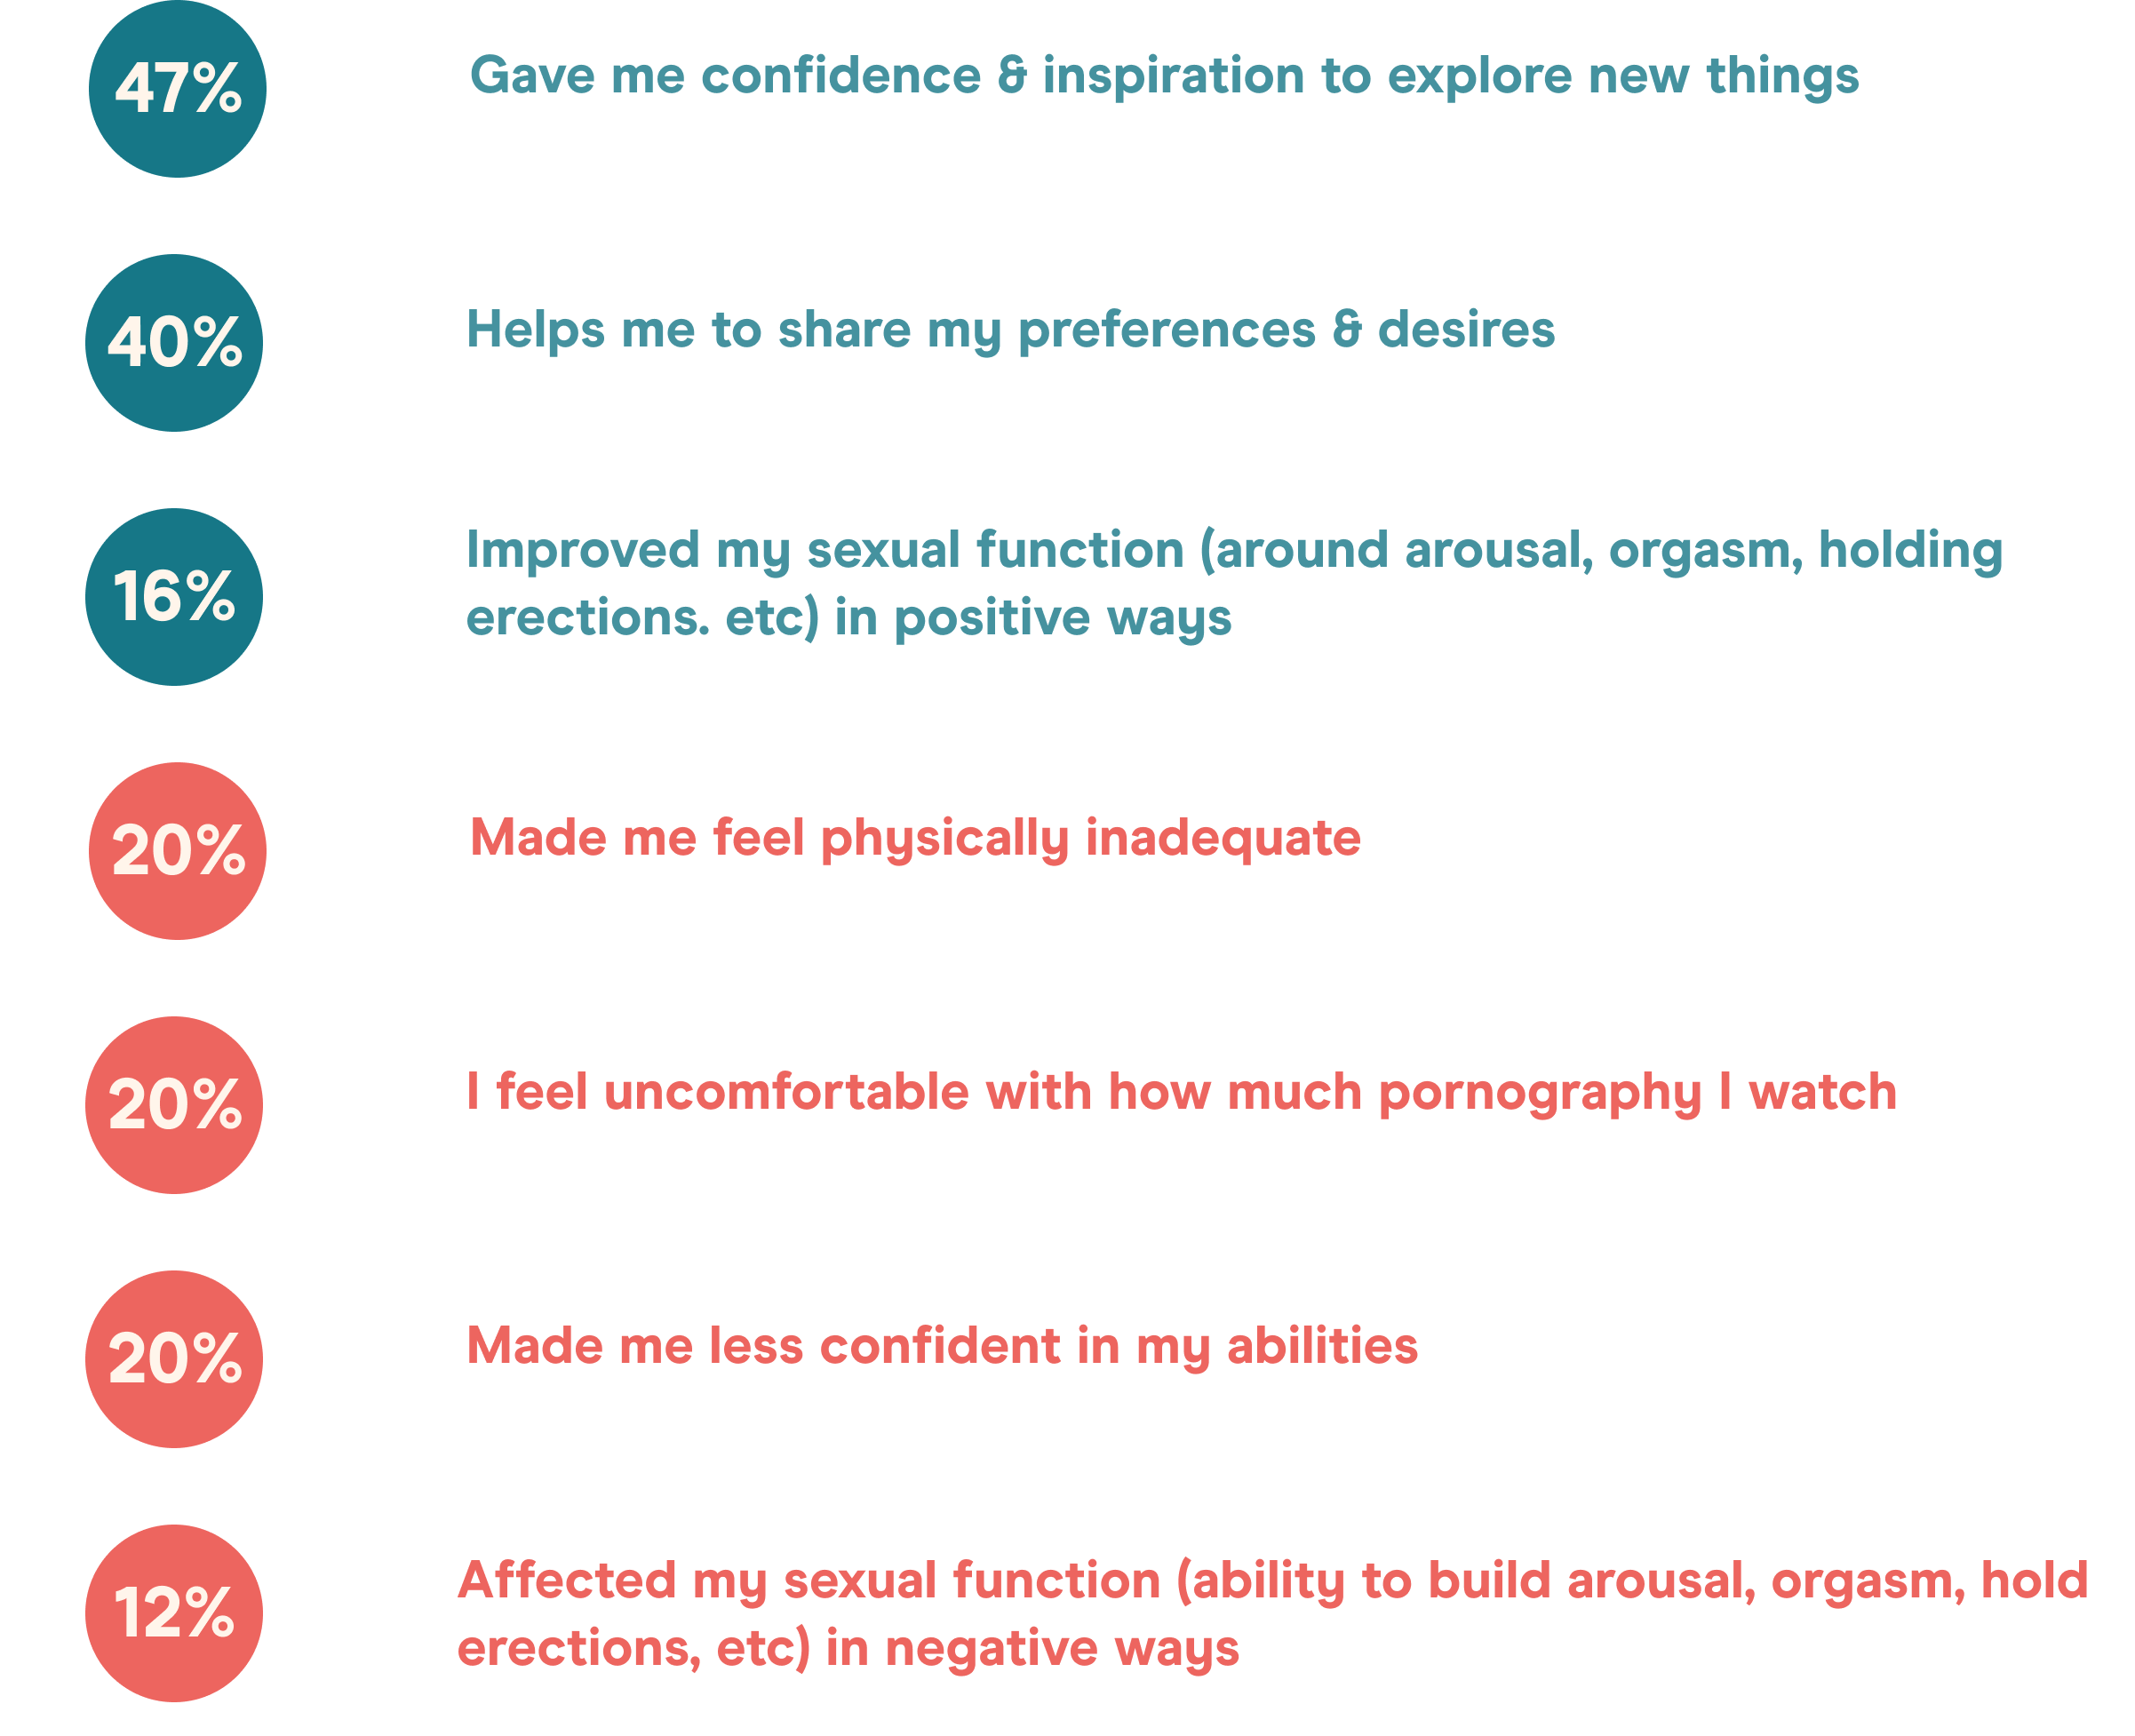 47%
Gave me confidence & inspiration to explore new things
40%
Helps me to share my preferences & desires
16%
Improved my sexual function (around arousal, orgasm, holding
erections. etc) in positive ways
20%
Made me feel physically inadequate
20%
I feel uncomfortable with how much pornography I watch
20%
Made me less confident in my abilities
12%
Affected my sexual function (ability to build arousal, orgasm, hold
erections, etc) in negative ways